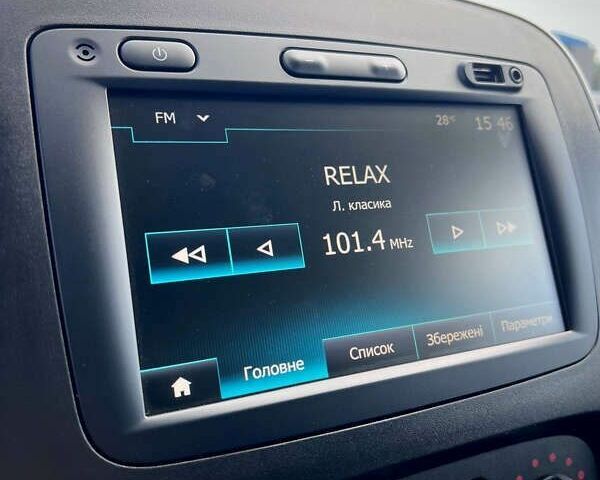 FM
28°F 15 46
RELAX
Л. класика
101.4 MHz
Головне Список Збережені Параметри